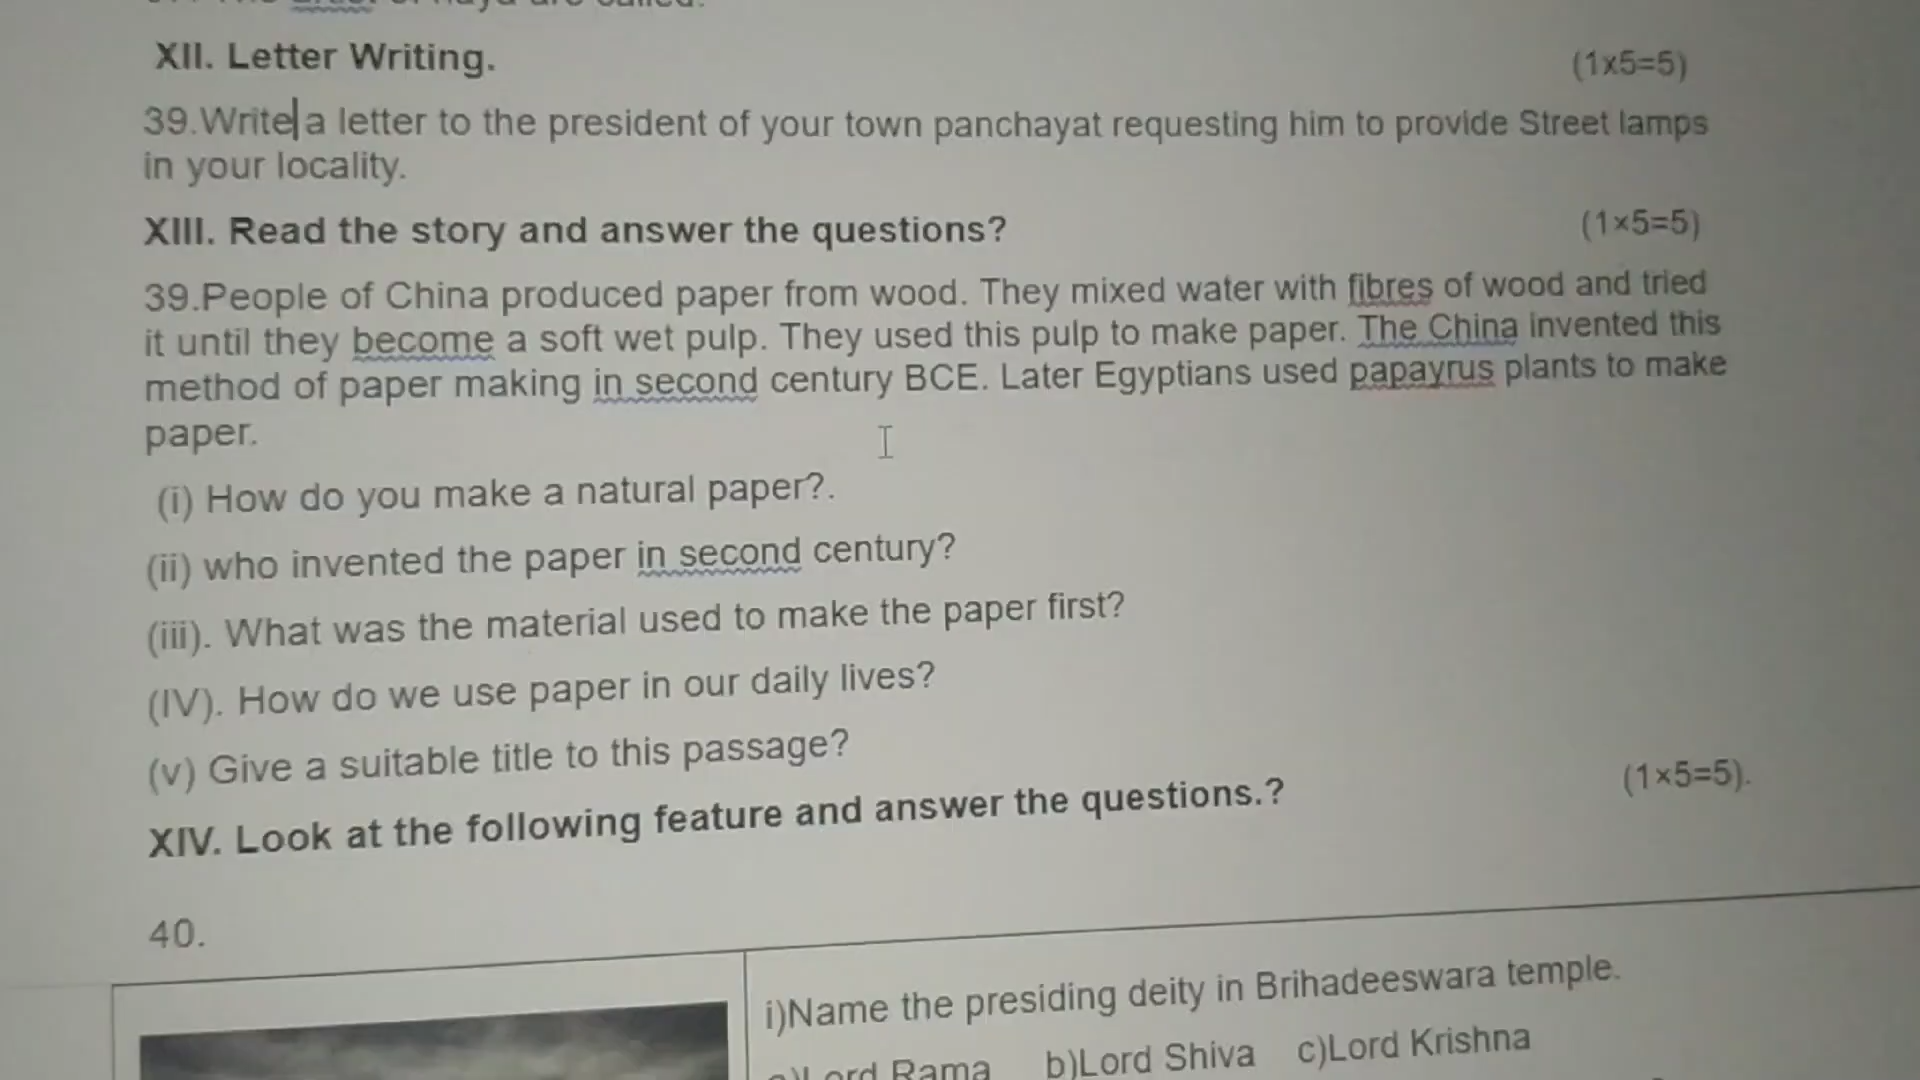 XII. Letter Writing. (1x5=5)
39.Write a letter to the president of your town panchayat requesting him to provide Street lamps
in your locality.
XIII. Read the story and answer the questions? (1×5=5)
39.People of China produced paper from wood. They mixed water with fibres of wood and tried
it until they become a soft wet pulp. They used this pulp to make paper. The China invented this
method of paper making in second century BCE. Later Egyptians used papayrus plants to make
paper.
(i) How do you make a natural paper?.
(ii) who invented the paper in second century?
(iii). What was the material used to make the paper first?
(IV). How do we use paper in our daily lives?
(v) Give a suitable title to this passage?
XIV. Look at the following feature and answer the questions.? (1×5=5).
40.
i)Name the presiding deity in Brihadeeswara temple.
a)Lord Rama b)Lord Shiva c)Lord Krishna